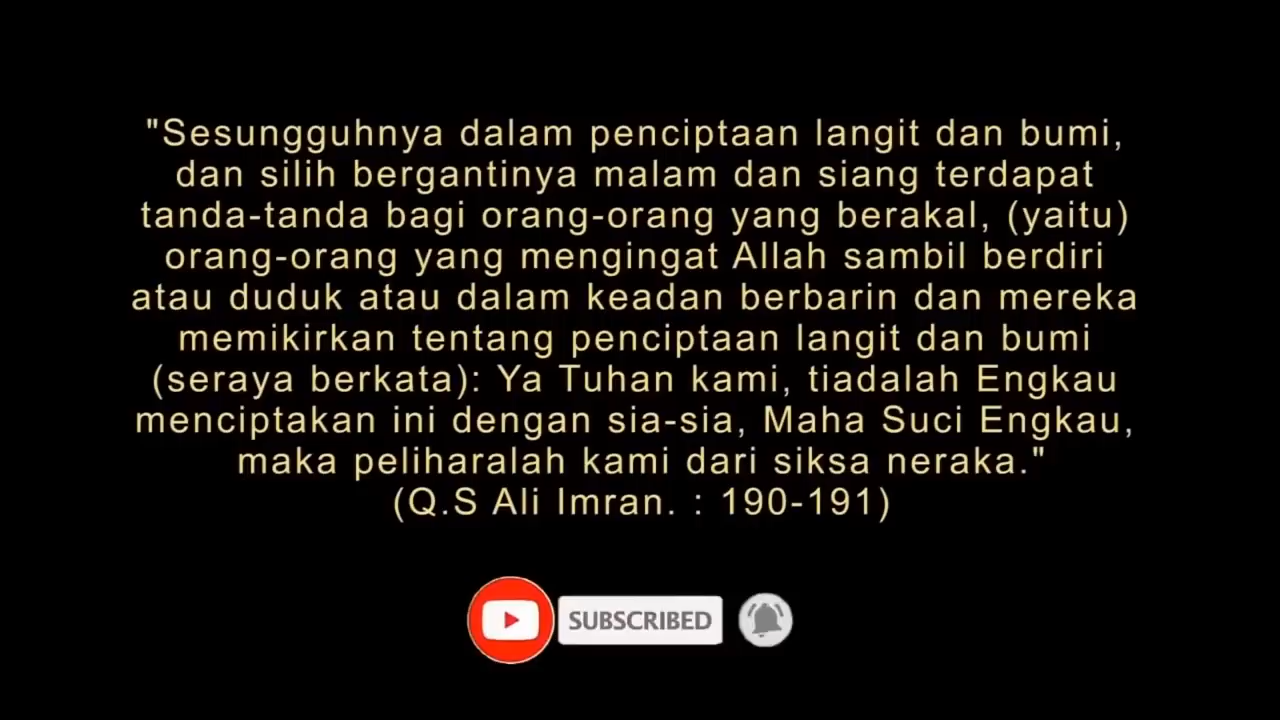 "Sesungguhnya dalam penciptaan langit dan bumi,
dan silih bergantinya malam dan siang terdapat
tanda-tanda bagi orang-orang yang berakal, (yaitu)
orang-orang yang mengingat Allah sambil berdiri
atau duduk atau dalam keadan berbarin dan mereka
memikirkan tentang penciptaan langit dan bumi
(seraya berkata): Ya Tuhan kami, tiadalah Engkau
menciptakan ini dengan sia-sia, Maha Suci Engkau,
maka peliharalah kami dari siksa neraka."
(Q.S Ali Imran. : 190-191)
SUBSCRIBED